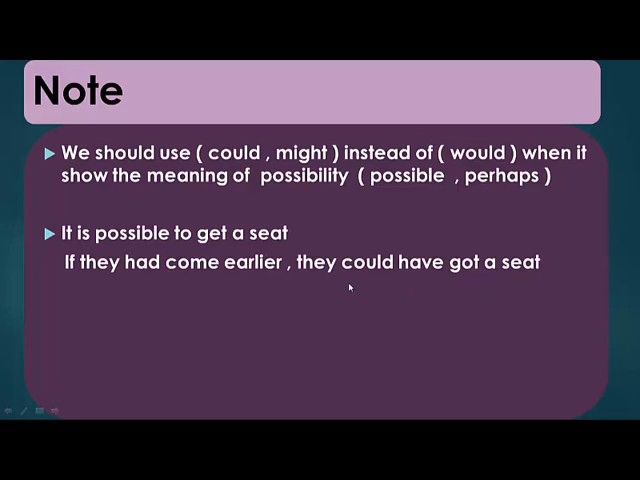 Note
We should use ( could , might ) instead of ( would ) when it
show the meaning of possibility ( possible , perhaps )
It is possible to get a seat
If they had come earlier , they could have got a seat